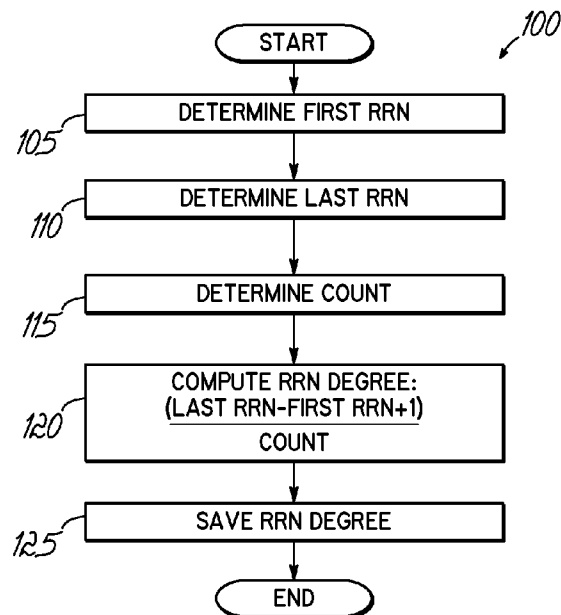 100
START
DETERMINE FIRST RRN
105
DETERMINE LAST RRN
110
DETERMINE COUNT
115
COMPUTE RRN DEGREE:
(LAST RRN-FIRST RRN+1)
COUNT
120
SAVE RRN DEGREE
125
END